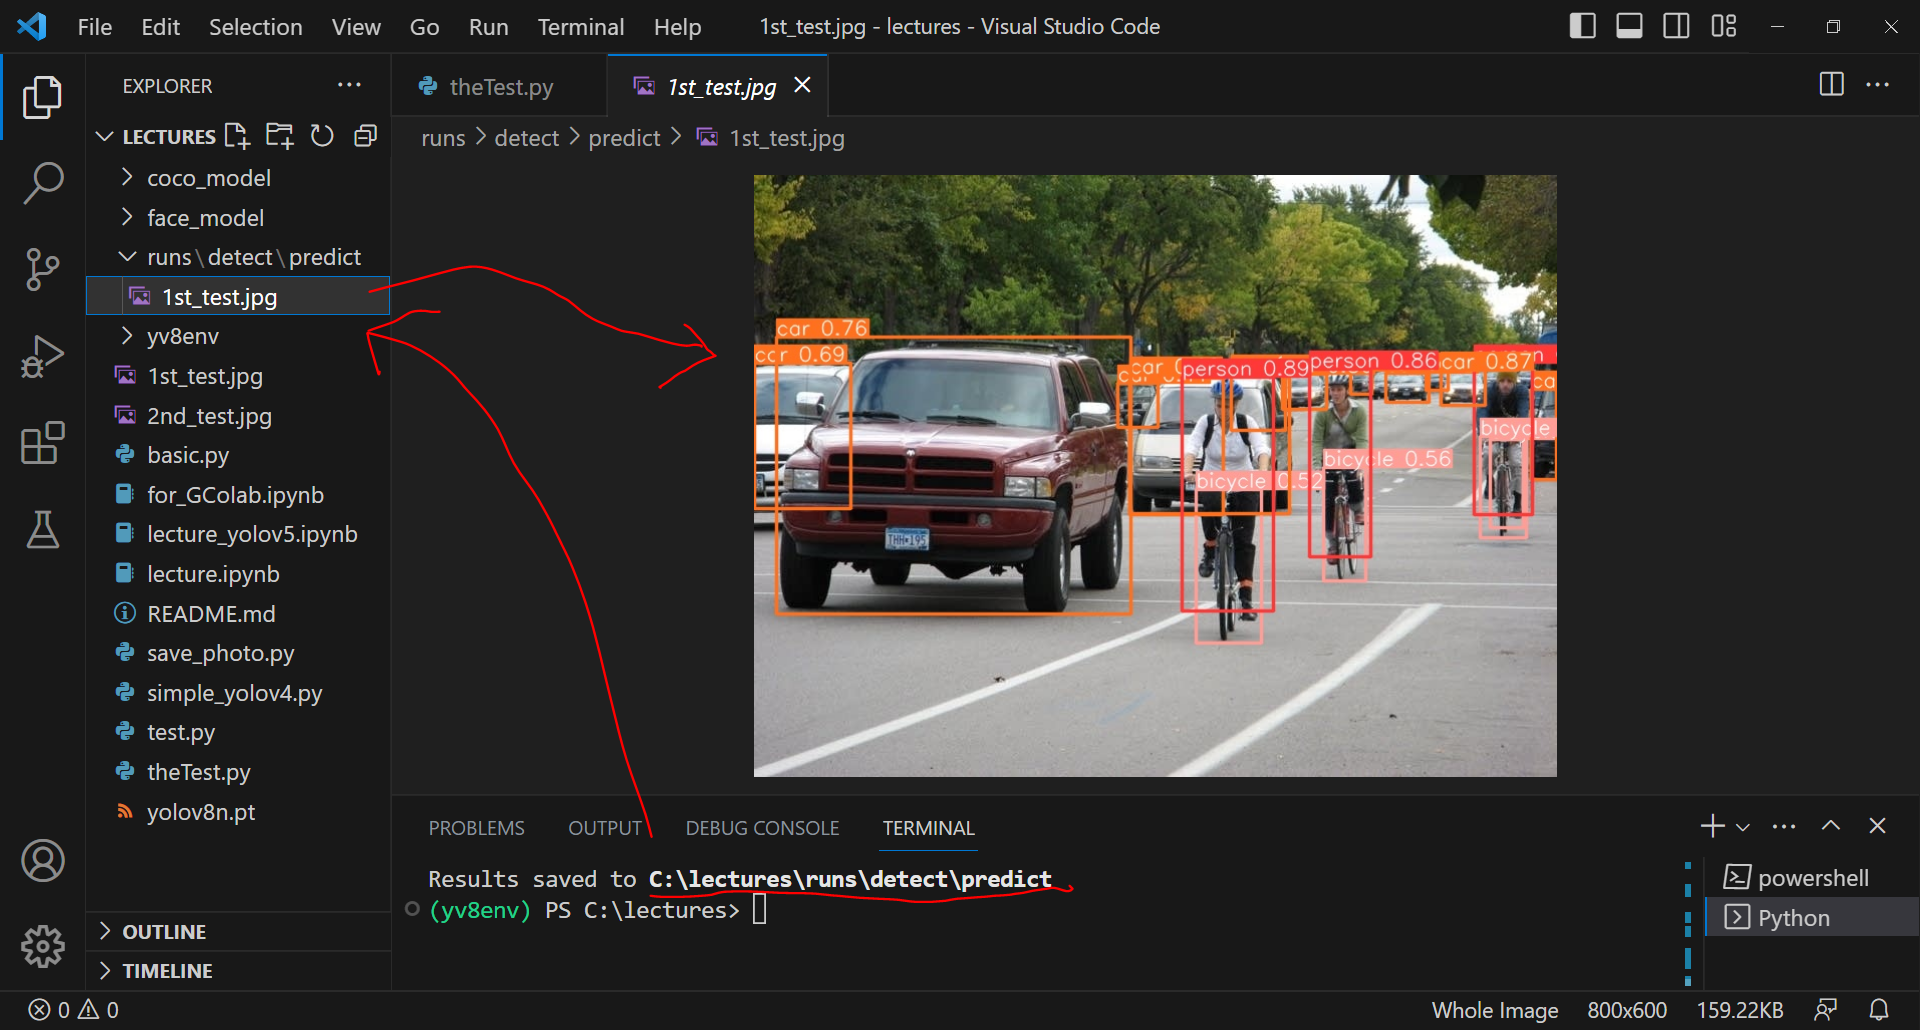 File Edit Selection View Go Run Terminal Help 1st_test.jpg - lectures - Visual Studio Code
EXPLORER
LECTURES
coco_model
face_model
runs\detect\predict
1st_test.jpg
yv8env
1st_test.jpg
2nd_test.jpg
basic.py
for_GColab.ipynb
lecture_yolov5.ipynb
lecture.ipynb
README.md
save_photo.py
simple_yolov4.py
test.py
theTest.py
yolov8n.pt
OUTLINE
TIMELINE
theTest.py 1st_test.jpg
runs > detect > predict > 1st_test.jpg
car 0.76
car 0.69
car
person 0.89
person 0.86
car 0.87
bicycle
bicycle 0.56
bicycle 0.52
THH 195
PROBLEMS OUTPUT DEBUG CONSOLE TERMINAL
Results saved to C:\lectures\runs\detect\predict
(yv8env) PS C:\lectures>
powershell
Python
0 0 Whole Image 800x600 159.22KB